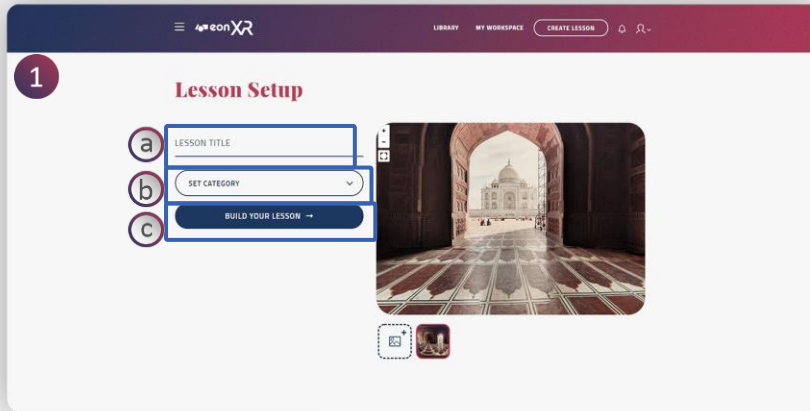 eonXR
LIBRARY MY WORKSPACE CREATE LESSON
1
Lesson Setup
a
LESSON TITLE
b
SET CATEGORY
c
BUILD YOUR LESSON →
+
-